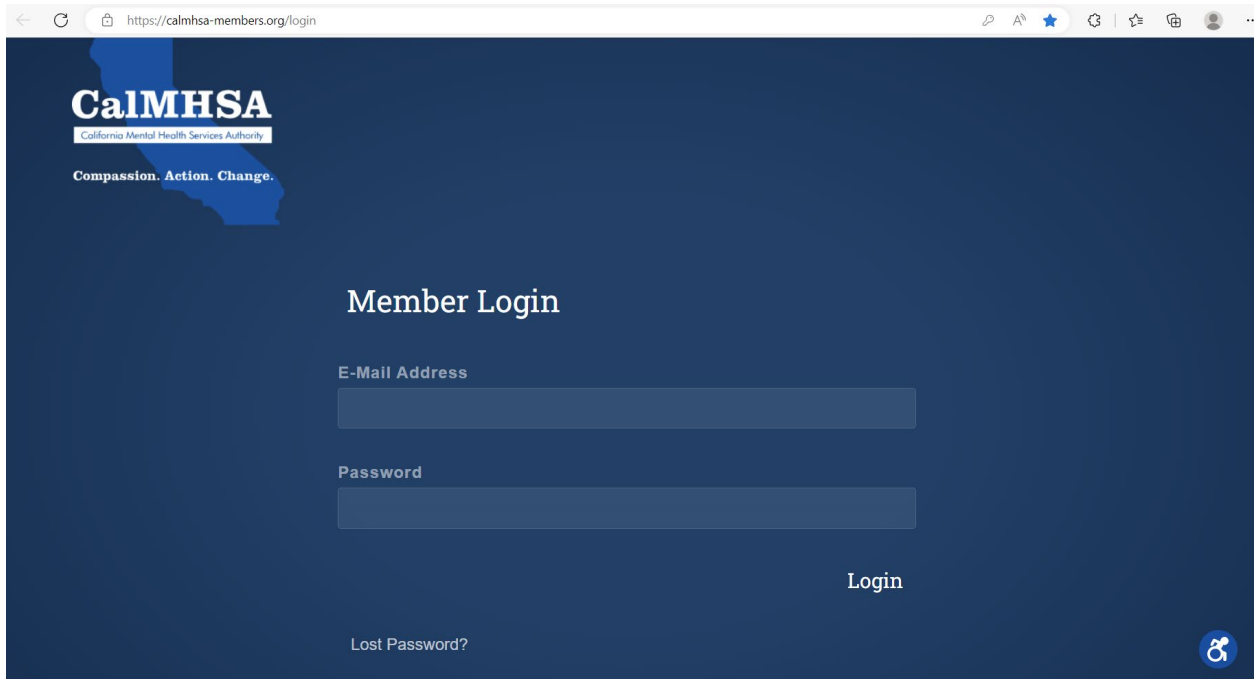 https://calmhsa-members.org/login
CalMHSA
California Mental Health Services Authority
Compassion. Action. Change.
Member Login
E-Mail Address
Password
Login
Lost Password?